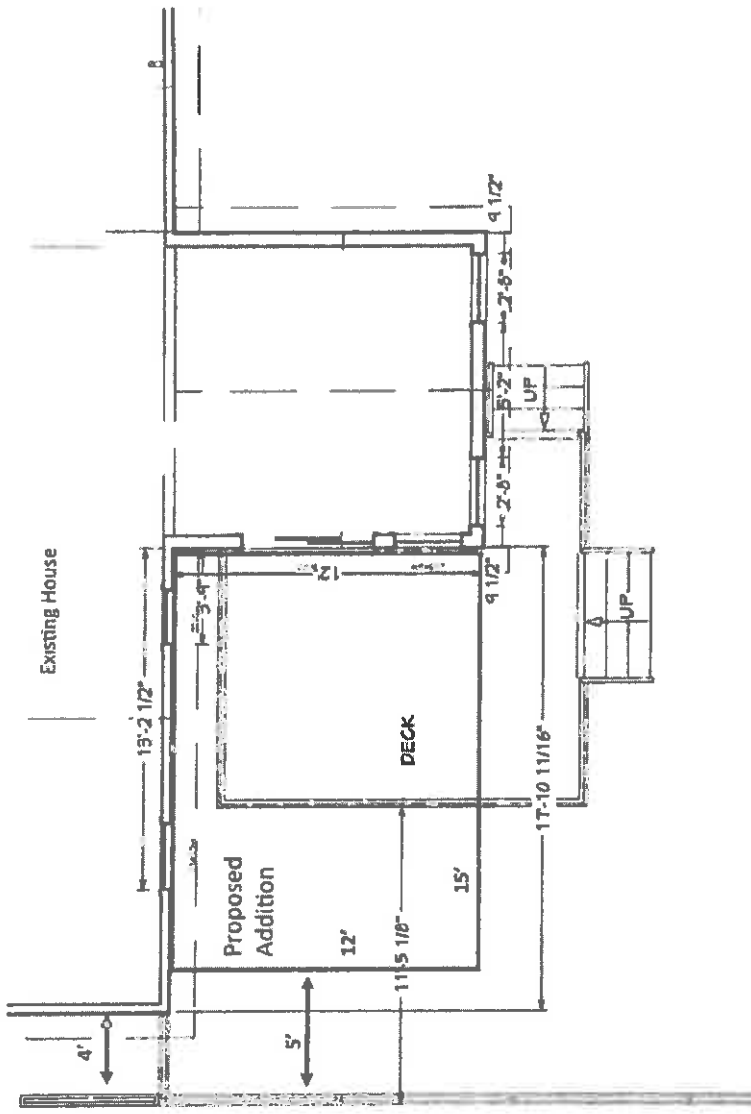 Existing House
13'-2 1/2"
3'-9"
12'
9 1/2"
9 1/2"
2'-8"
5'-2"
2'-8"
UP
UP
DECK
Proposed
Addition
12'
15'
11'-5 1/8"
17'-10 11/16"
4'
5'